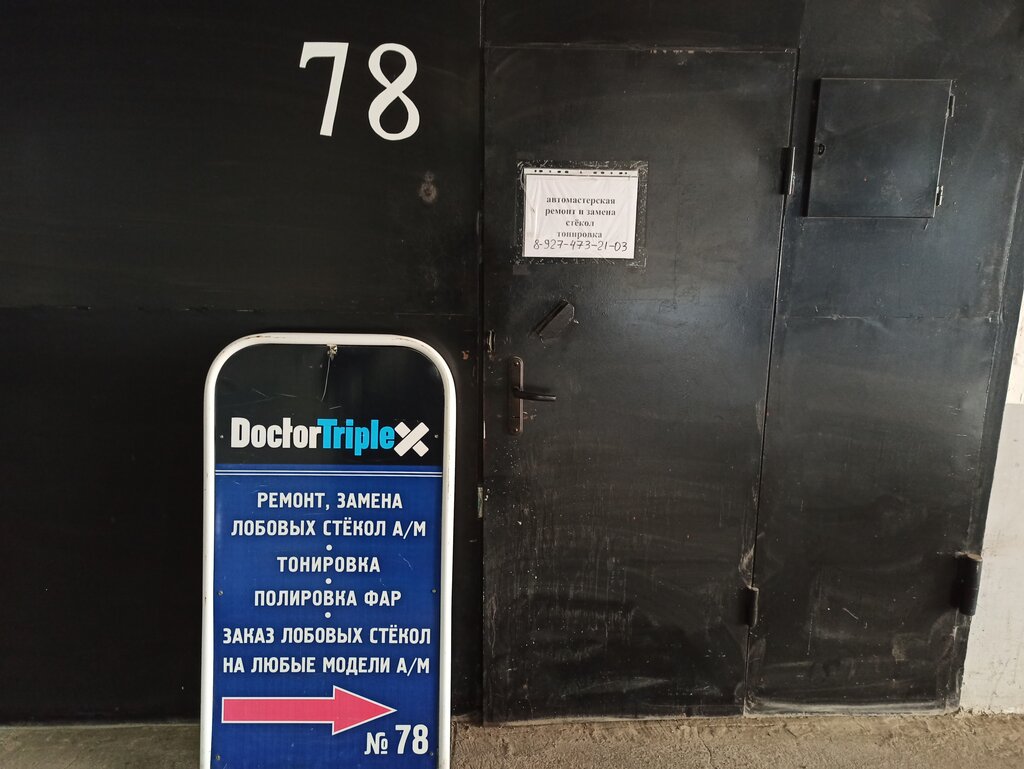 78
автомастерская
ремонт и замена
стёкол
тонировка
8-927-473-21-03
DoctorTriplex
РЕМОНТ, ЗАМЕНА
ЛОБОВЫХ СТЁКОЛ А/М
•
ТОНИРОВКА
•
ПОЛИРОВКА ФАР
•
ЗАКАЗ ЛОБОВЫХ СТЁКОЛ
НА ЛЮБЫЕ МОДЕЛИ А/М
№ 78